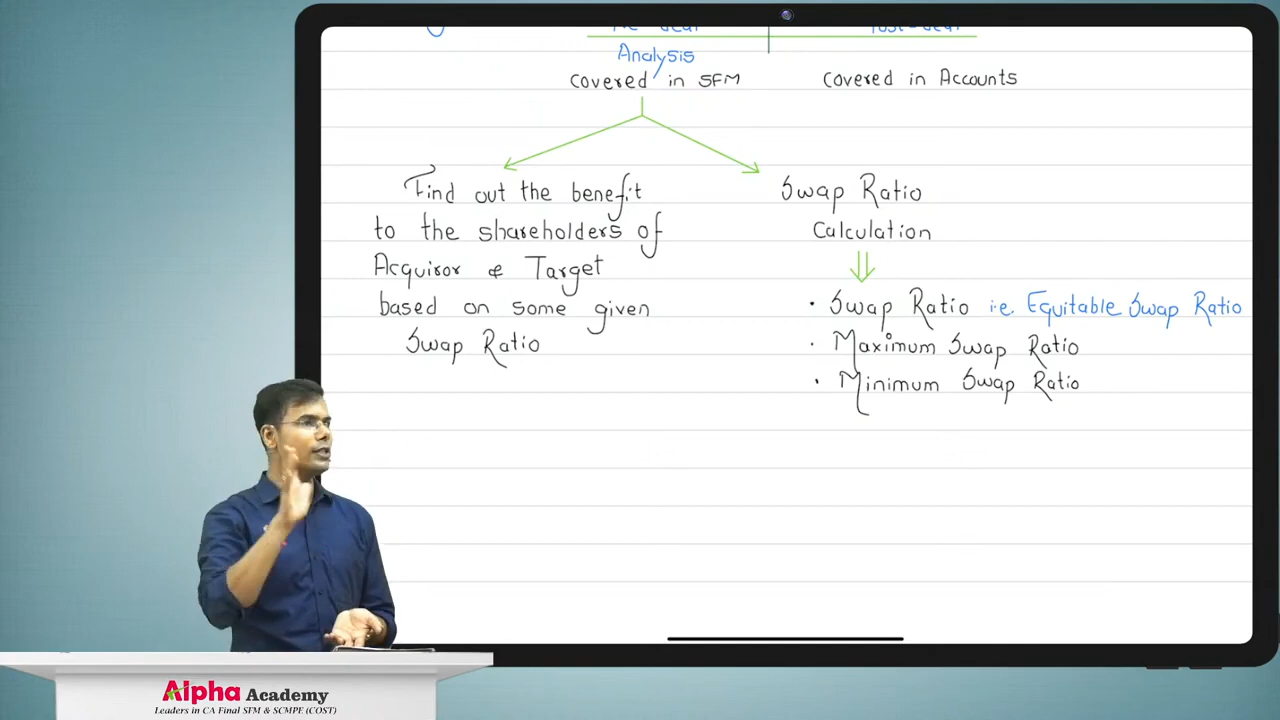 Analysis
Covered in SFM
Covered in Accounts
Find out the benefit
to the shareholders of
Acquiror & Target
based on some given
Swap Ratio
Swap Ratio
Calculation
• Swap Ratio i.e. Equitable Swap Ratio
• Maximum Swap Ratio
• Minimum Swap Ratio
Alpha Academy
Leaders in CA Final SFM & SCMPE (COST)